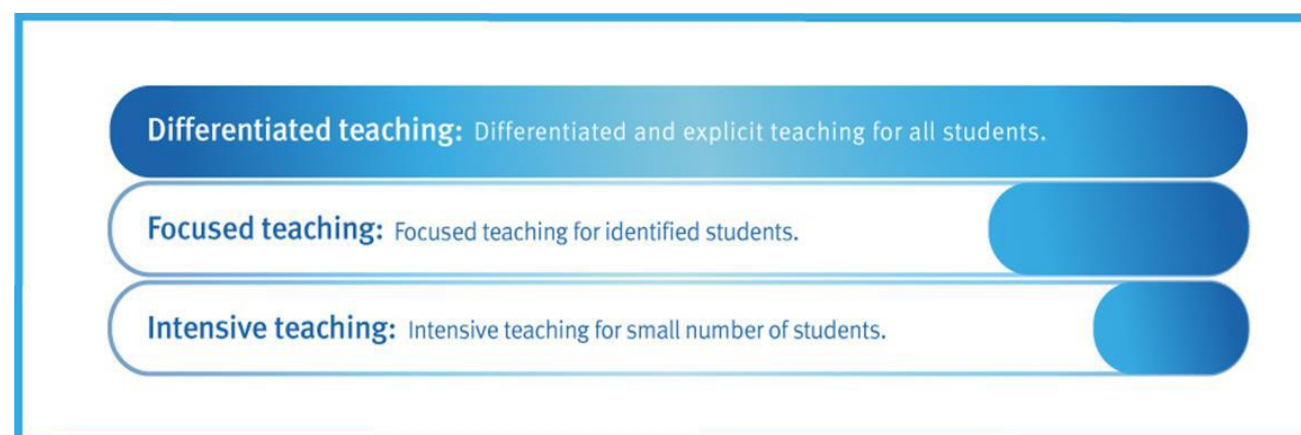 Differentiated teaching: Differentiated and explicit teaching for all students.
Focused teaching: Focused teaching for identified students.
Intensive teaching: Intensive teaching for small number of students.